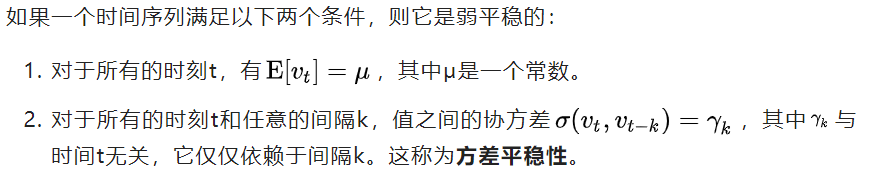 如果一个时间序列满足以下两个条件，则它是弱平稳的：
1. 对于所有的时刻t，有 E[v_t] = μ ，其中μ是一个常数。
2. 对于所有的时刻t和任意的间隔k，值之间的协方差 σ(v_t, v_{t−k}) = γ_k ，其中 γ_k 与
时间t无关，它仅仅依赖于间隔k。这称为方差平稳性。